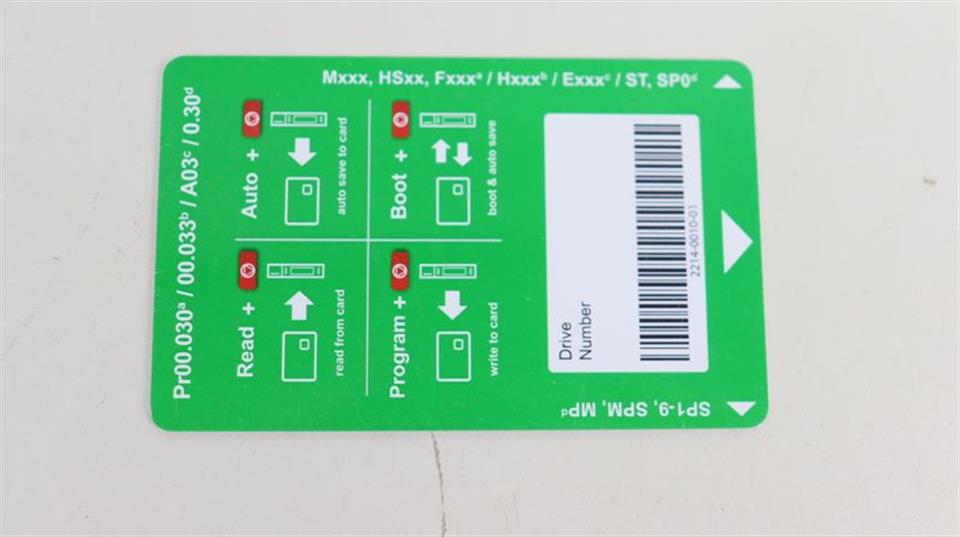 Mxxx, HSxx, Fxxxᵃ / Hxxxᵇ / Exxxᶜ / ST, SP0ᵈ
Pr00.030ᵃ / 00.033ᵇ / A03ᶜ / 0.30ᵈ
Read +
read from card
Auto +
auto save to card
Program +
write to card
Boot +
boot & auto save
Drive
Number
2214-0010-01
SP1-9, SPM, MPᵈ